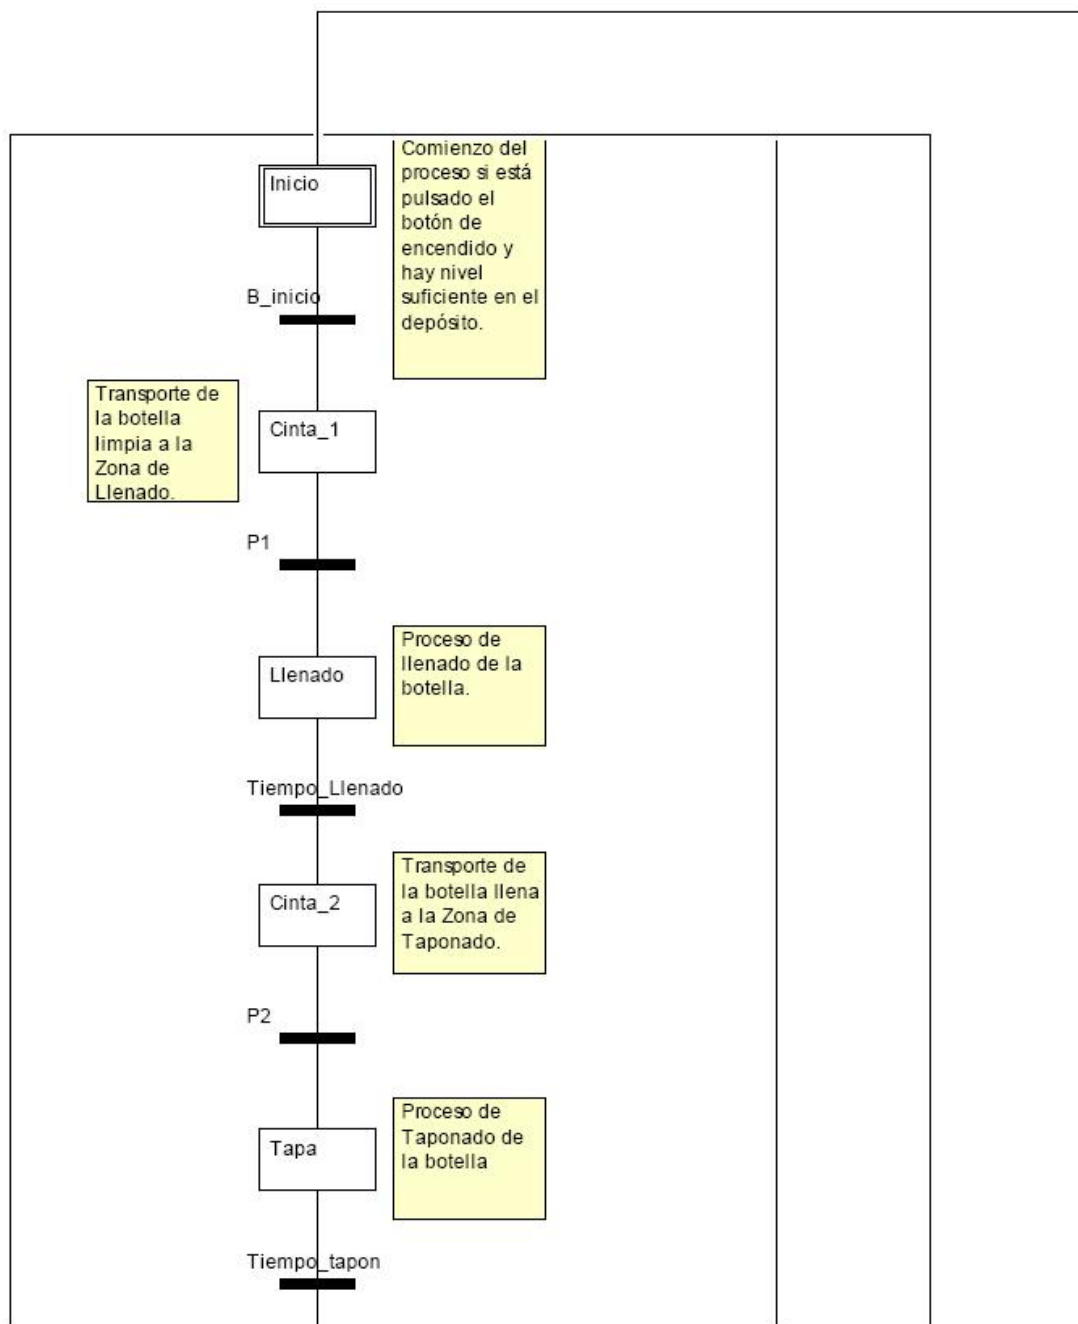 Comienzo del
proceso si está
pulsado el
botón de
encendido y
hay nivel
suficiente en el
depósito.
Inicio
B_inicio
Transporte de
la botella
limpia a la
Zona de
Llenado.
Cinta_1
P1
Llenado
Proceso de
llenado de la
botella.
Tiempo_Llenado
Cinta_2
Transporte de
la botella llena
a la Zona de
Taponado.
P2
Tapa
Proceso de
Taponado de
la botella
Tiempo_tapon